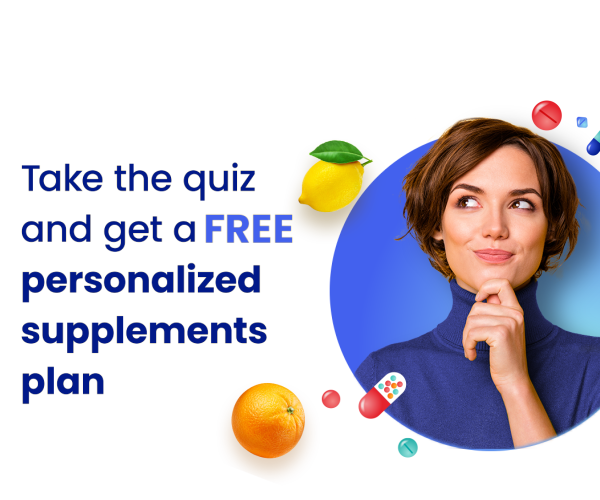 Take the quiz
and get a FREE
personalized
supplements
plan